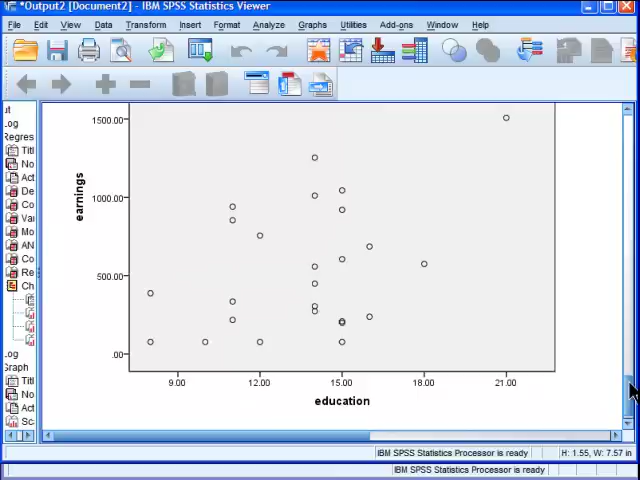 *Output2 [Document2] - IBM SPSS Statistics Viewer
File Edit View Data Transform Insert Format Analyze Graphs Utilities Add-ons Window Help
ut
Log
Regres
Titl
No
Act
De
Co
Var
Mo
AN
Co
Re
Ch
Log
Graph
Titl
No
Act
Sc
1500.00
1000.00
500.00
.00
earnings
9.00 12.00 15.00 18.00 21.00
education
IBM SPSS Statistics Processor is ready H: 1.55, W: 7.57 in
IBM SPSS Statistics Processor is ready